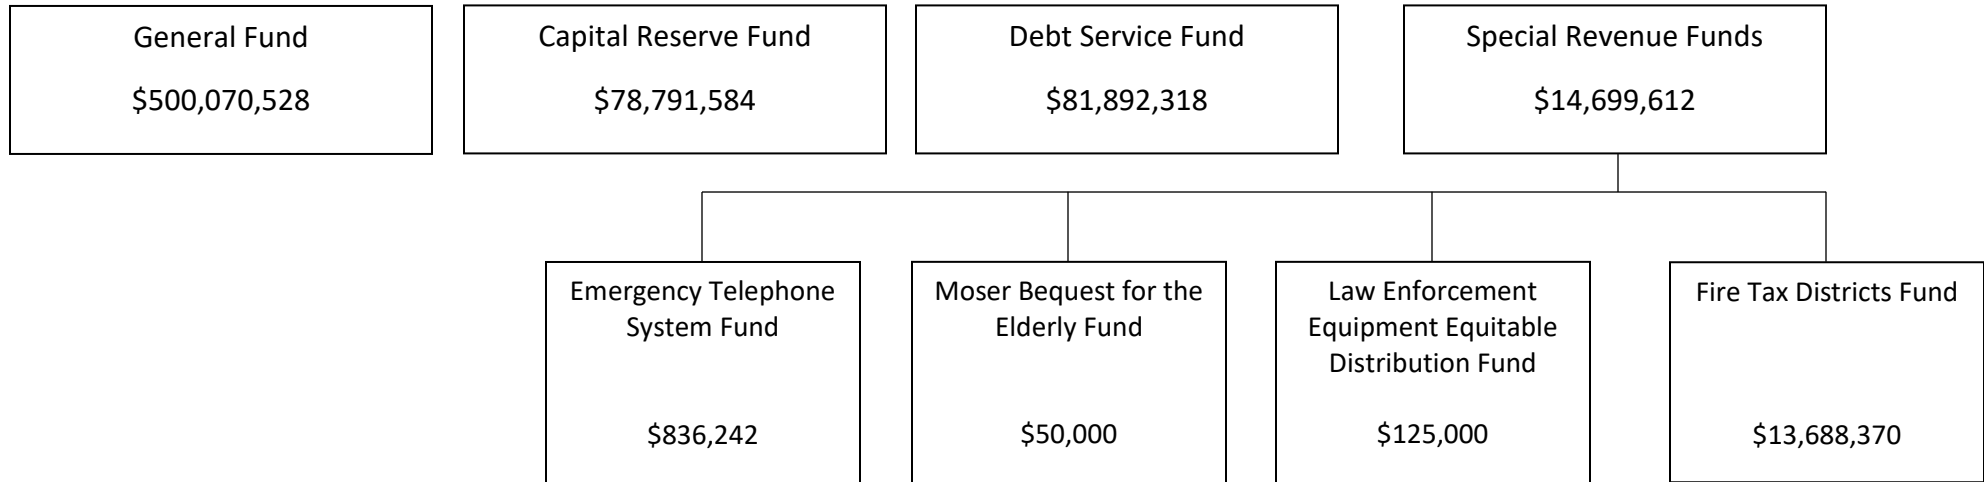 General Fund
$500,070,528
Capital Reserve Fund
$78,791,584
Debt Service Fund
$81,892,318
Special Revenue Funds
$14,699,612
Emergency Telephone
System Fund
$836,242
Moser Bequest for the
Elderly Fund
$50,000
Law Enforcement
Equipment Equitable
Distribution Fund
$125,000
Fire Tax Districts Fund
$13,688,370